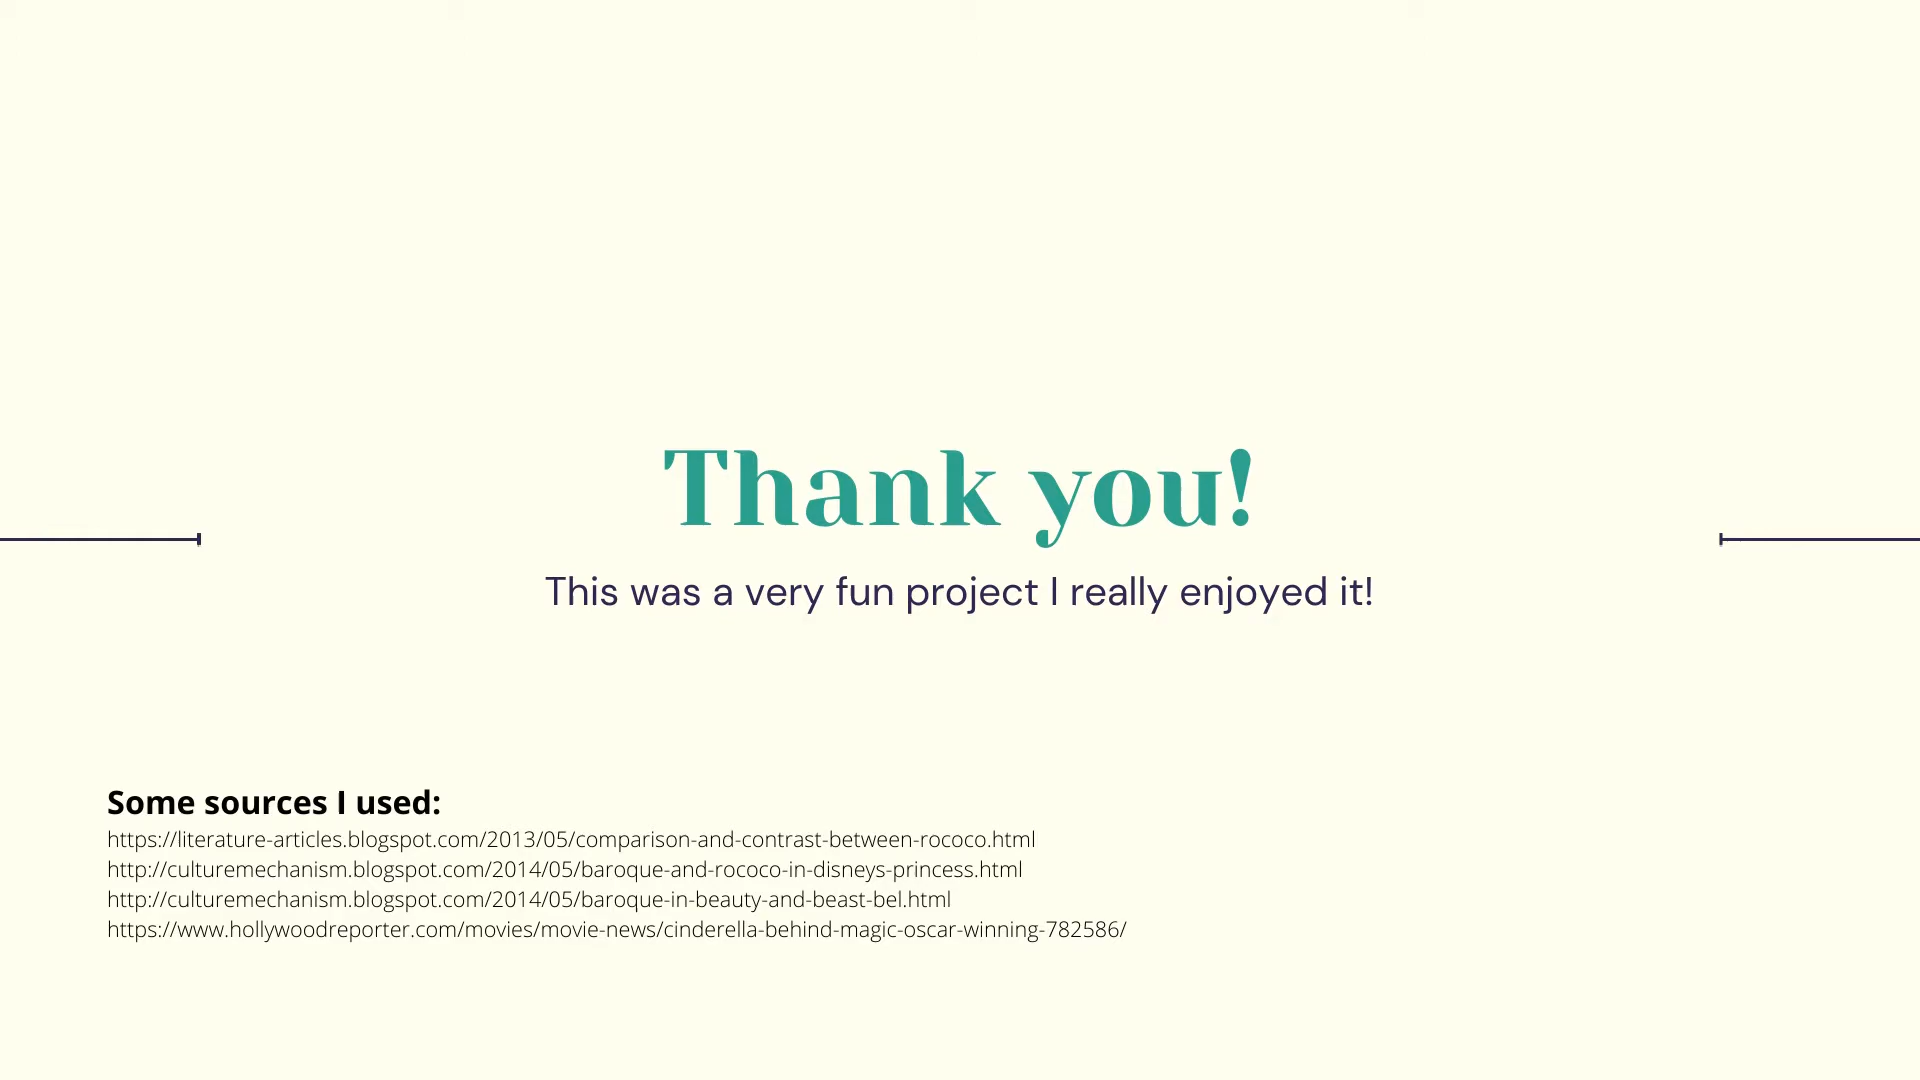 Thank you!
This was a very fun project I really enjoyed it!
Some sources I used:
https://literature-articles.blogspot.com/2013/05/comparison-and-contrast-between-rococo.html
http://culturemechanism.blogspot.com/2014/05/baroque-and-rococo-in-disneys-princess.html
http://culturemechanism.blogspot.com/2014/05/baroque-in-beauty-and-beast-bel.html
https://www.hollywoodreporter.com/movies/movie-news/cinderella-behind-magic-oscar-winning-782586/